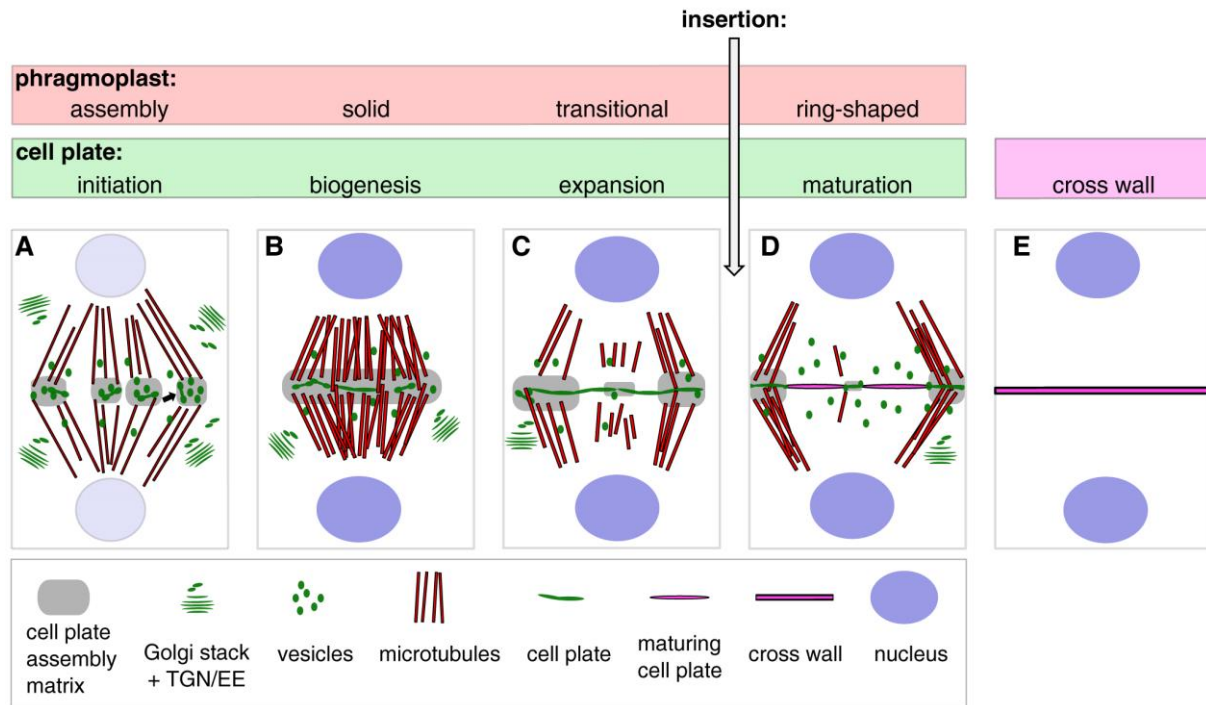 insertion:
phragmoplast:
assembly solid transitional ring-shaped
cell plate:
initiation biogenesis expansion maturation cross wall
A B C D E
cell plate
assembly
matrix
Golgi stack
+ TGN/EE
vesicles
microtubules
cell plate
maturing
cell plate
cross wall
nucleus